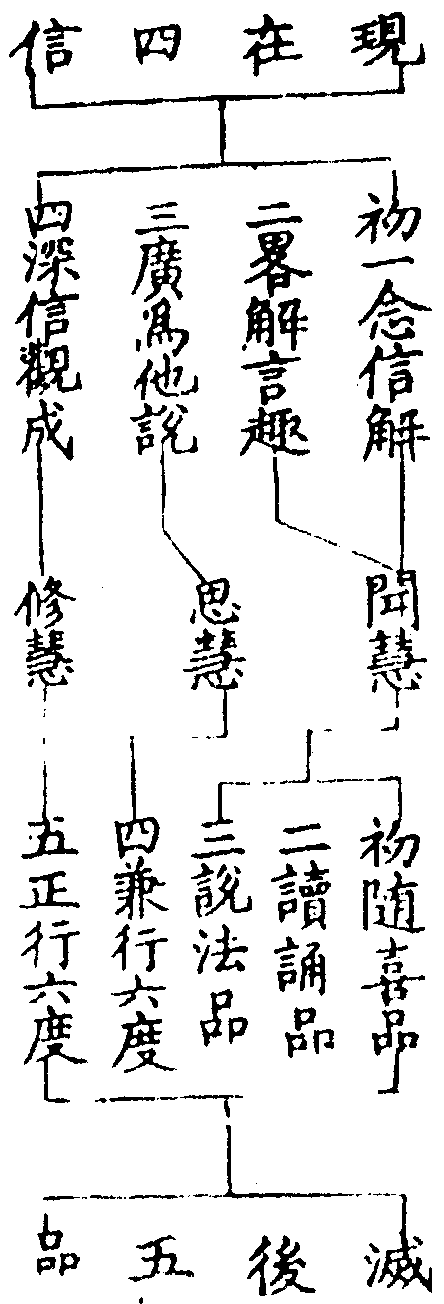 現在四信
初一念信解
二畧解言趣
三廣為他說
四深信觀成
聞慧
思慧
修慧
初随喜品
二讀誦品
三說法品
四兼行六度
五正行六度
滅後五品